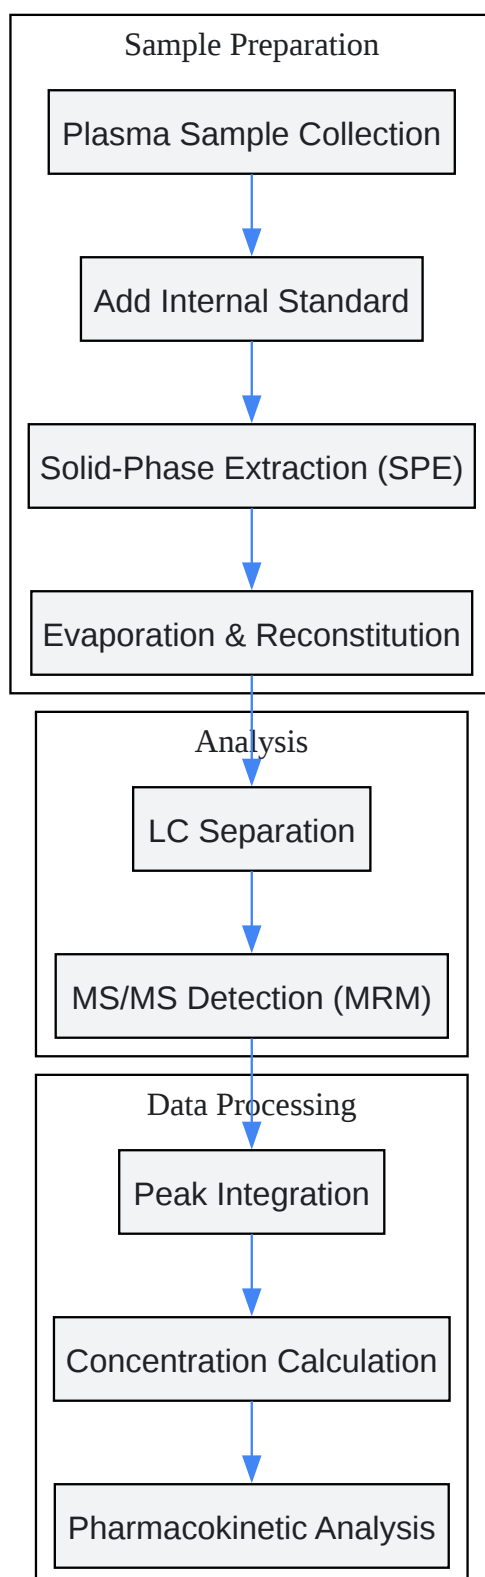 Sample Preparation
Plasma Sample Collection
Add Internal Standard
Solid-Phase Extraction (SPE)
Evaporation & Reconstitution
Analysis
LC Separation
MS/MS Detection (MRM)
Data Processing
Peak Integration
Concentration Calculation
Pharmacokinetic Analysis